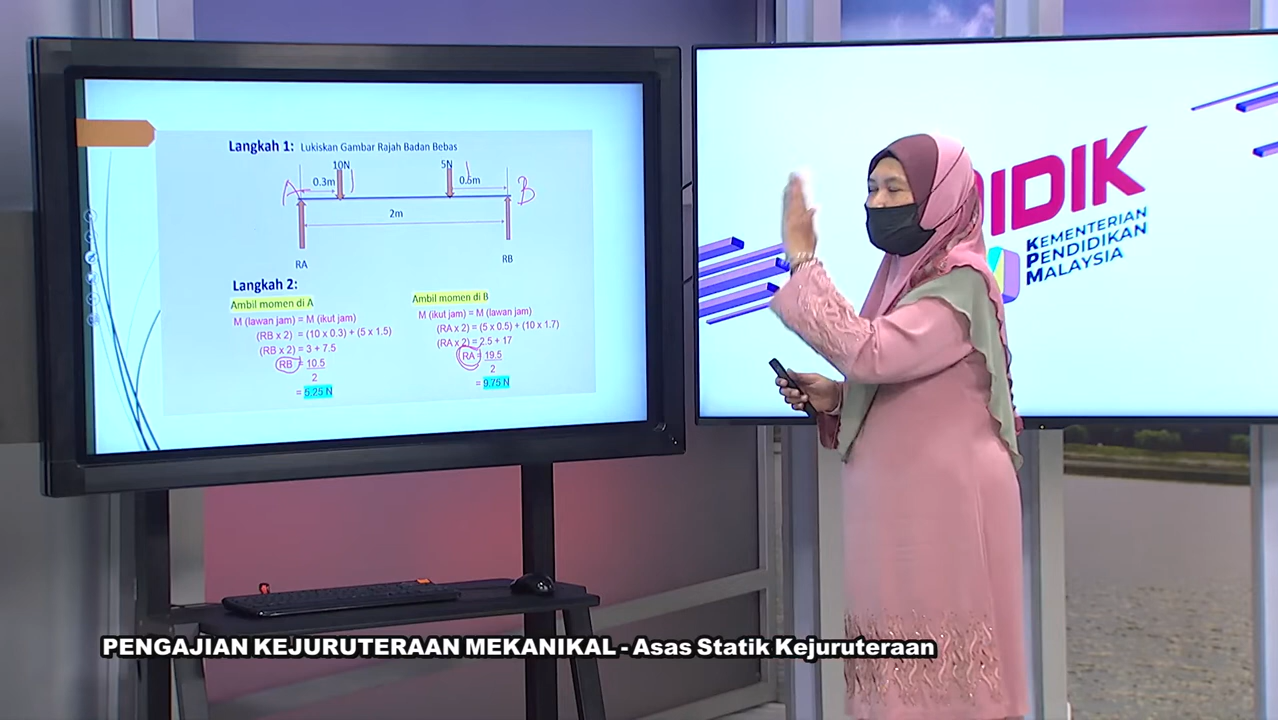 Langkah 1: Lukiskan Gambar Rajah Badan Bebas
10N
5N
A
0.3m
0.5m
B
2m
RA
RB
Langkah 2:
Ambil momen di A
M (lawan jam) = M (ikut jam)
(RB x 2) = (10 x 0.3) + (5 x 1.5)
(RB x 2) = 3 + 7.5
RB = 10.5
2
= 5.25 N
Ambil momen di B
M (ikut jam) = M (lawan jam)
(RA x 2) = (5 x 0.5) + (10 x 1.7)
(RA x 2) = 2.5 + 17
RA = 19.5
2
= 9.75 N
IDIK
KEMENTERIAN
PENDIDIKAN
MALAYSIA
PENGAJIAN KEJURUTERAAN MEKANIKAL - Asas Statik Kejuruteraan